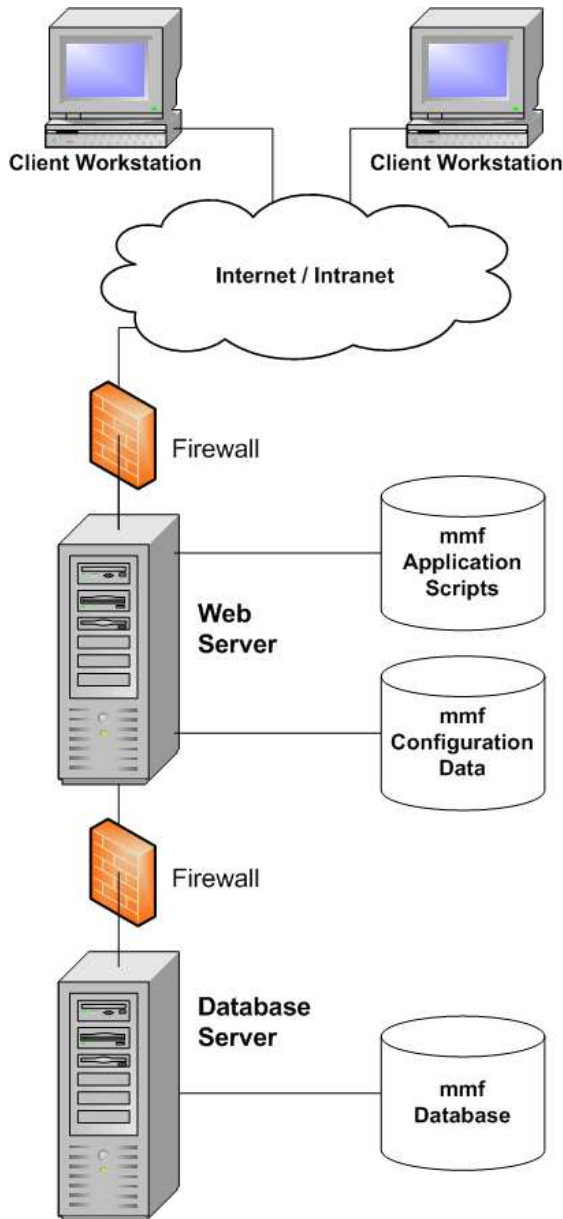 Client Workstation
Client Workstation
Internet / Intranet
Firewall
mmf
Application
Scripts
Web
Server
mmf
Configuration
Data
Firewall
Database
Server
mmf
Database